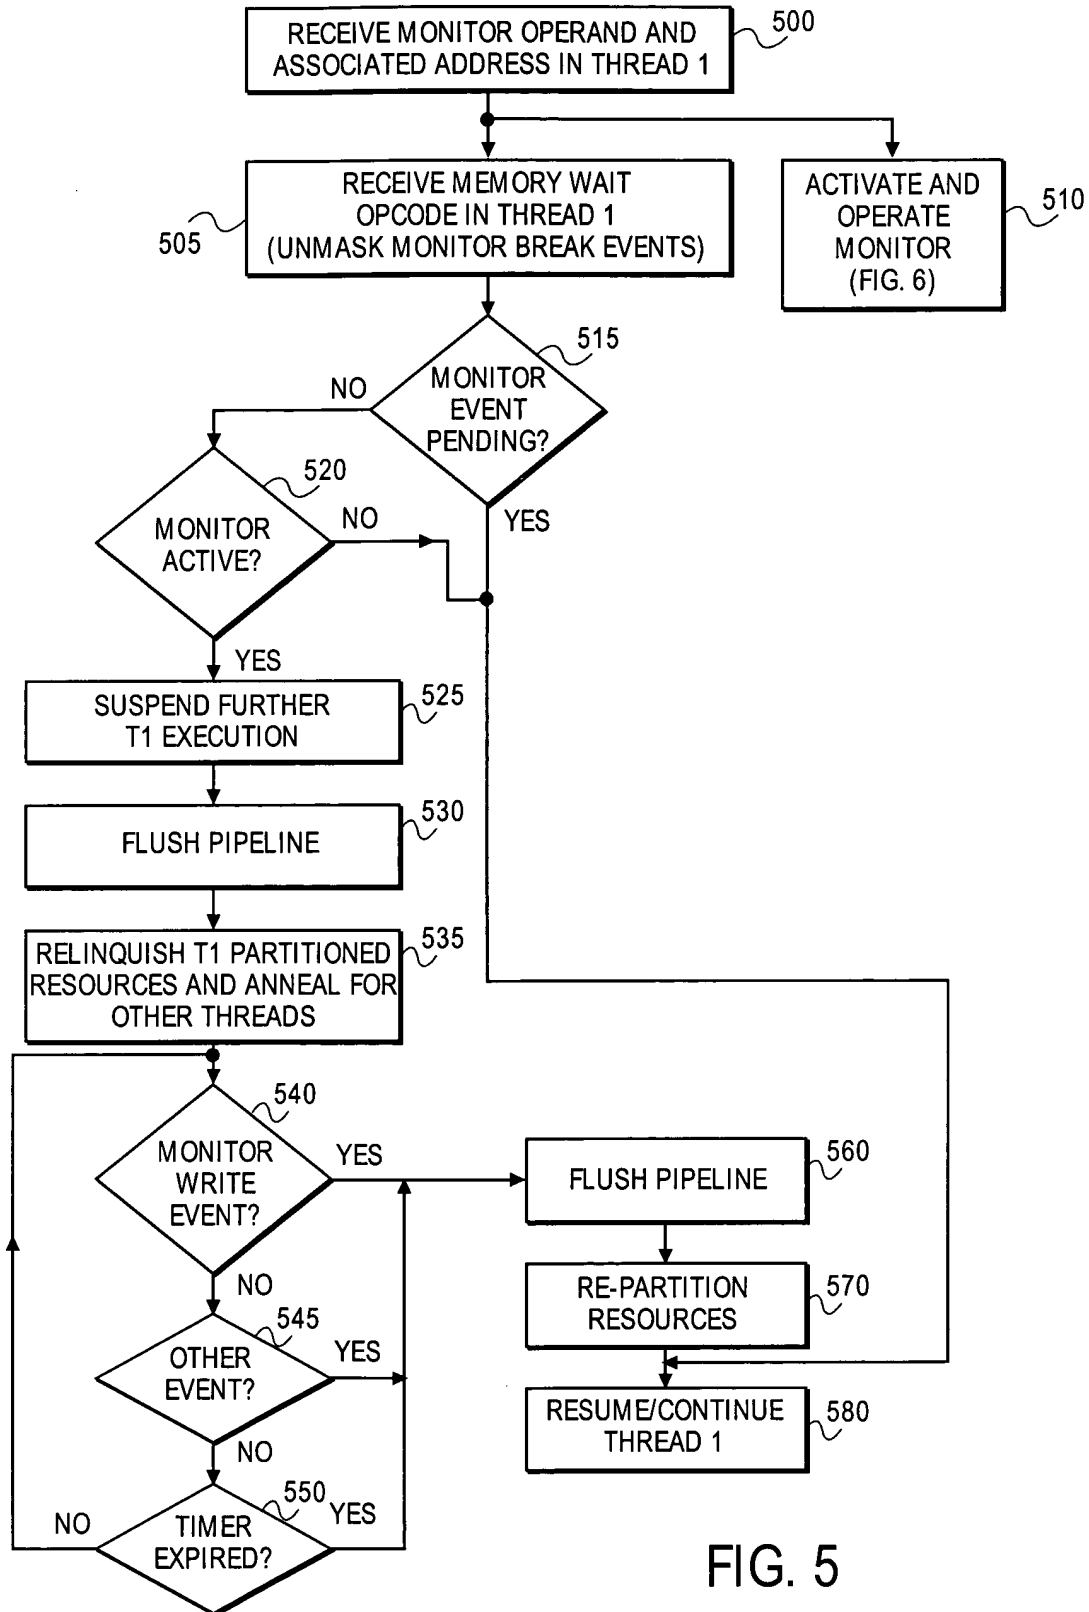 RECEIVE MONITOR OPERAND AND
ASSOCIATED ADDRESS IN THREAD 1
500
RECEIVE MEMORY WAIT
OPCODE IN THREAD 1
(UNMASK MONITOR BREAK EVENTS)
505
ACTIVATE AND
OPERATE
MONITOR
(FIG. 6)
510
MONITOR
EVENT
PENDING?
515
NO
YES
MONITOR
ACTIVE?
520
NO
YES
SUSPEND FURTHER
T1 EXECUTION
525
FLUSH PIPELINE
530
RELINQUISH T1 PARTITIONED
RESOURCES AND ANNEAL FOR
OTHER THREADS
535
MONITOR
WRITE
EVENT?
540
YES
NO
OTHER
EVENT?
545
YES
NO
TIMER
EXPIRED?
550
YES
NO
FLUSH PIPELINE
560
RE-PARTITION
RESOURCES
570
RESUME/CONTINUE
THREAD 1
580
FIG. 5